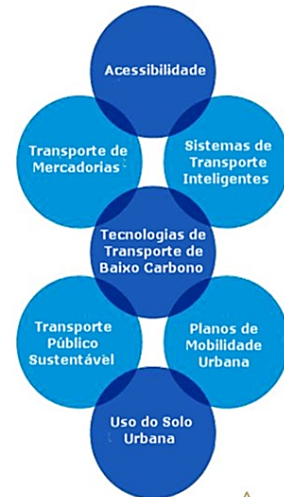 Acessibilidade
Transporte de
Mercadorias
Sistemas de
Transporte
Inteligentes
Tecnologias de
Transporte de
Baixo Carbono
Transporte
Público
Sustentável
Planos de
Mobilidade
Urbana
Uso do Solo
Urbana